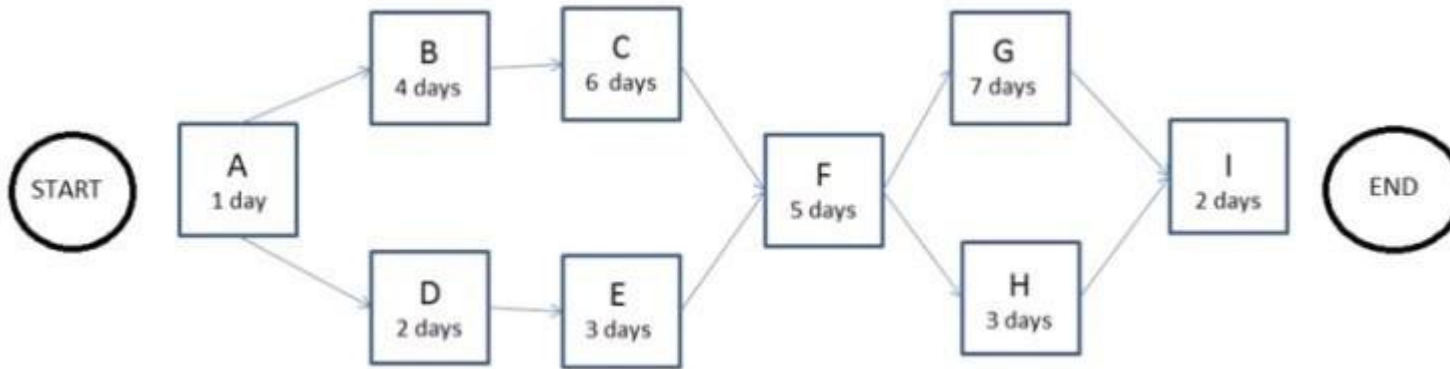 START
A
1 day
B
4 days
C
6 days
D
2 days
E
3 days
F
5 days
G
7 days
H
3 days
I
2 days
END